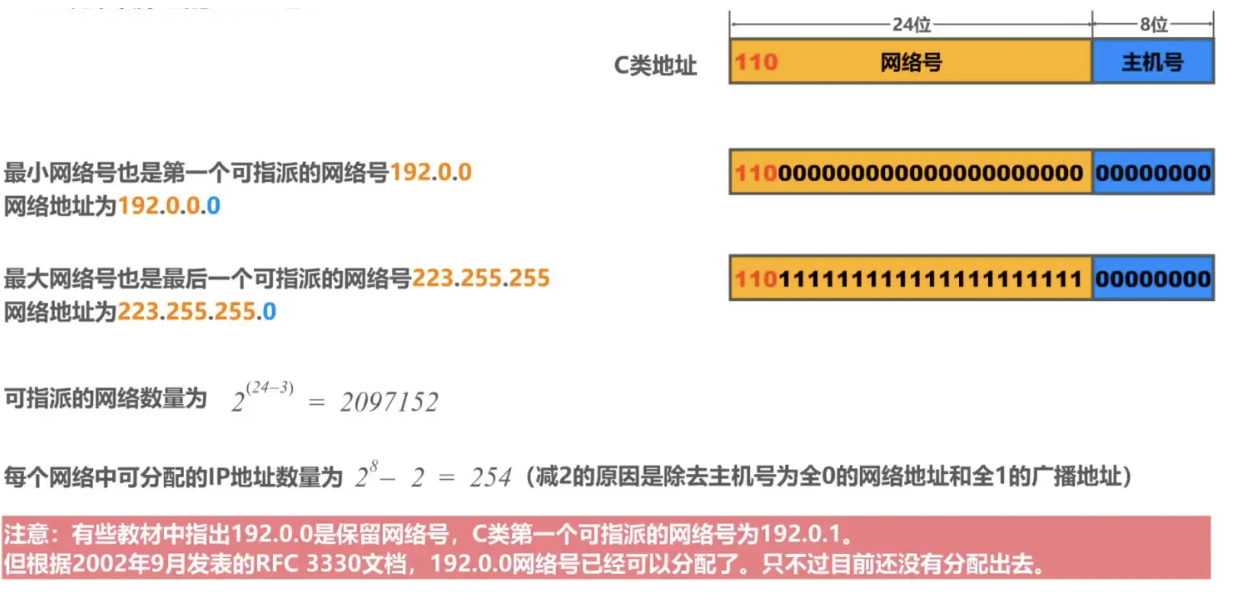 24位 8位
C类地址 110 网络号 主机号
最小网络号也是第一个可指派的网络号192.0.0
网络地址为192.0.0.0
110000000000000000000000 00000000
最大网络号也是最后一个可指派的网络号223.255.255
网络地址为223.255.255.0
110111111111111111111111 00000000
可指派的网络数量为 2^(24-3) = 2097152
每个网络中可分配的IP地址数量为 2^8 - 2 = 254（减2的原因是除去主机号为全0的网络地址和全1的广播地址）
注意：有些教材中指出192.0.0是保留网络号，C类第一个可指派的网络号为192.0.1。
但根据2002年9月发表的RFC 3330文档，192.0.0网络号已经可以分配了。只不过目前还没有分配出去。